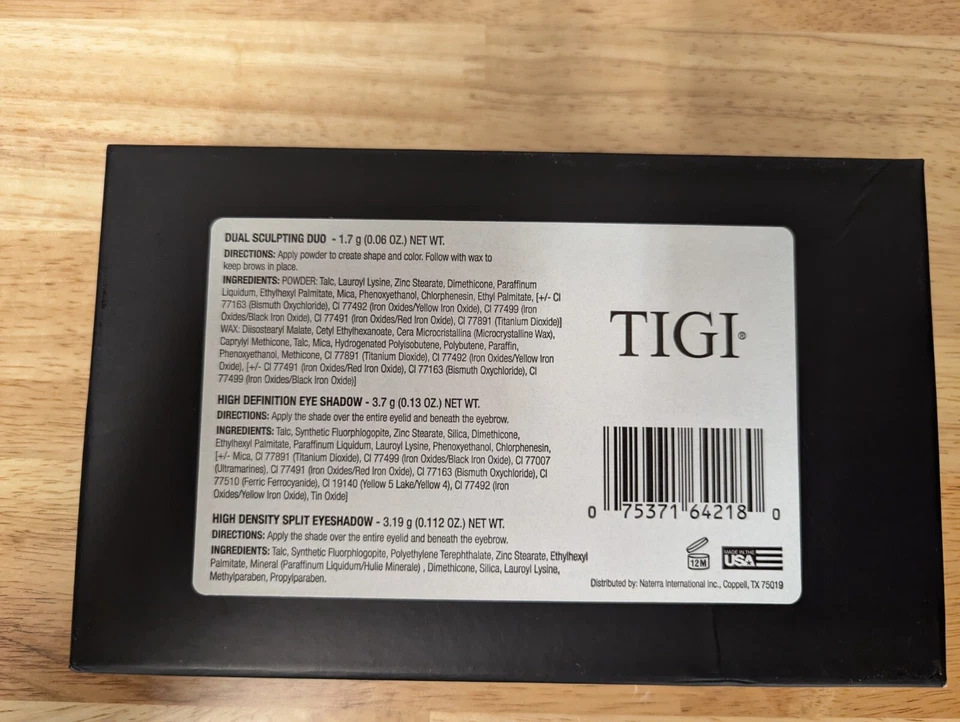 DUAL SCULPTING DUO - 1.7 g (0.06 OZ.) NET WT.
DIRECTIONS: Apply powder to create shape and color. Follow with wax to
keep brows in place.
INGREDIENTS: POWDER: Talc, Lauroyl Lysine, Zinc Stearate, Dimethicone, Paraffinum
Liquidum, Ethylhexyl Palmitate, Mica, Phenoxyethanol, Chlorphenesin, Ethyl Palmitate, [+/- CI
77163 (Bismuth Oxychloride), CI 77492 (Iron Oxides/Yellow Iron Oxide), CI 77499 (Iron
Oxides/Black Iron Oxide), CI 77491 (Iron Oxides/Red Iron Oxide), CI 77891 (Titanium Dioxide)]
WAX: Diisostearyl Malate, Cetyl Ethylhexanoate, Cera Microcristallina (Microcrystalline Wax),
Caprylyl Methicone, Talc, Mica, Hydrogenated Polyisobutene, Polybutene, Paraffin,
Phenoxyethanol, Methicone, CI 77891 (Titanium Dioxide), CI 77492 (Iron Oxides/Yellow Iron
Oxide), [+/- CI 77491 (Iron Oxides/Red Iron Oxide), CI 77163 (Bismuth Oxychloride), CI
77499 (Iron Oxides/Black Iron Oxide)]
HIGH DEFINITION EYE SHADOW - 3.7 g (0.13 OZ.) NET WT.
DIRECTIONS: Apply the shade over the entire eyelid and beneath the eyebrow.
INGREDIENTS: Talc, Synthetic Fluorphlogopite, Zinc Stearate, Silica, Dimethicone,
Ethylhexyl Palmitate, Paraffinum Liquidum, Lauroyl Lysine, Phenoxyethanol, Chlorphenesin,
[+/- Mica, CI 77891 (Titanium Dioxide), CI 77499 (Iron Oxides/Black Iron Oxide), CI 77007
(Ultramarines), CI 77491 (Iron Oxides/Red Iron Oxide), CI 77163 (Bismuth Oxychloride), CI
77510 (Ferric Ferrocyanide), CI 19140 (Yellow 5 Lake/Yellow 4), CI 77492 (Iron
Oxides/Yellow Iron Oxide), Tin Oxide]
HIGH DENSITY SPLIT EYESHADOW - 3.19 g (0.112 OZ.) NET WT.
DIRECTIONS: Apply the shade over the entire eyelid and beneath the eyebrow.
INGREDIENTS: Talc, Synthetic Fluorphlogopite, Polyethylene Terephthalate, Zinc Stearate, Ethylhexyl
Palmitate, Mineral (Paraffinum Liquidum/Hulie Minerale) , Dimethicone, Silica, Lauroyl Lysine,
Methylparaben, Propylparaben.
TIGI®
0 75371 64218 0
12M
MADE IN THE
USA
Distributed by: Naterra International Inc., Coppell, TX 75019